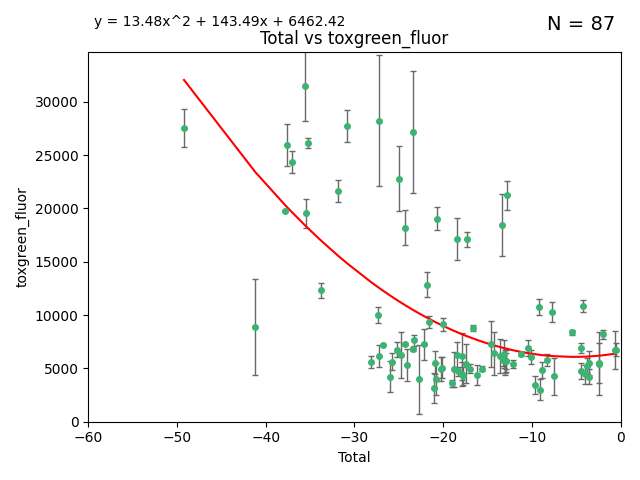 y = 13.48x^2 + 143.49x + 6462.42
N = 87
Total vs toxgreen_fluor
toxgreen_fluor
30000
25000
20000
15000
10000
5000
0
−60
−50
−40
−30
−20
−10
0
Total